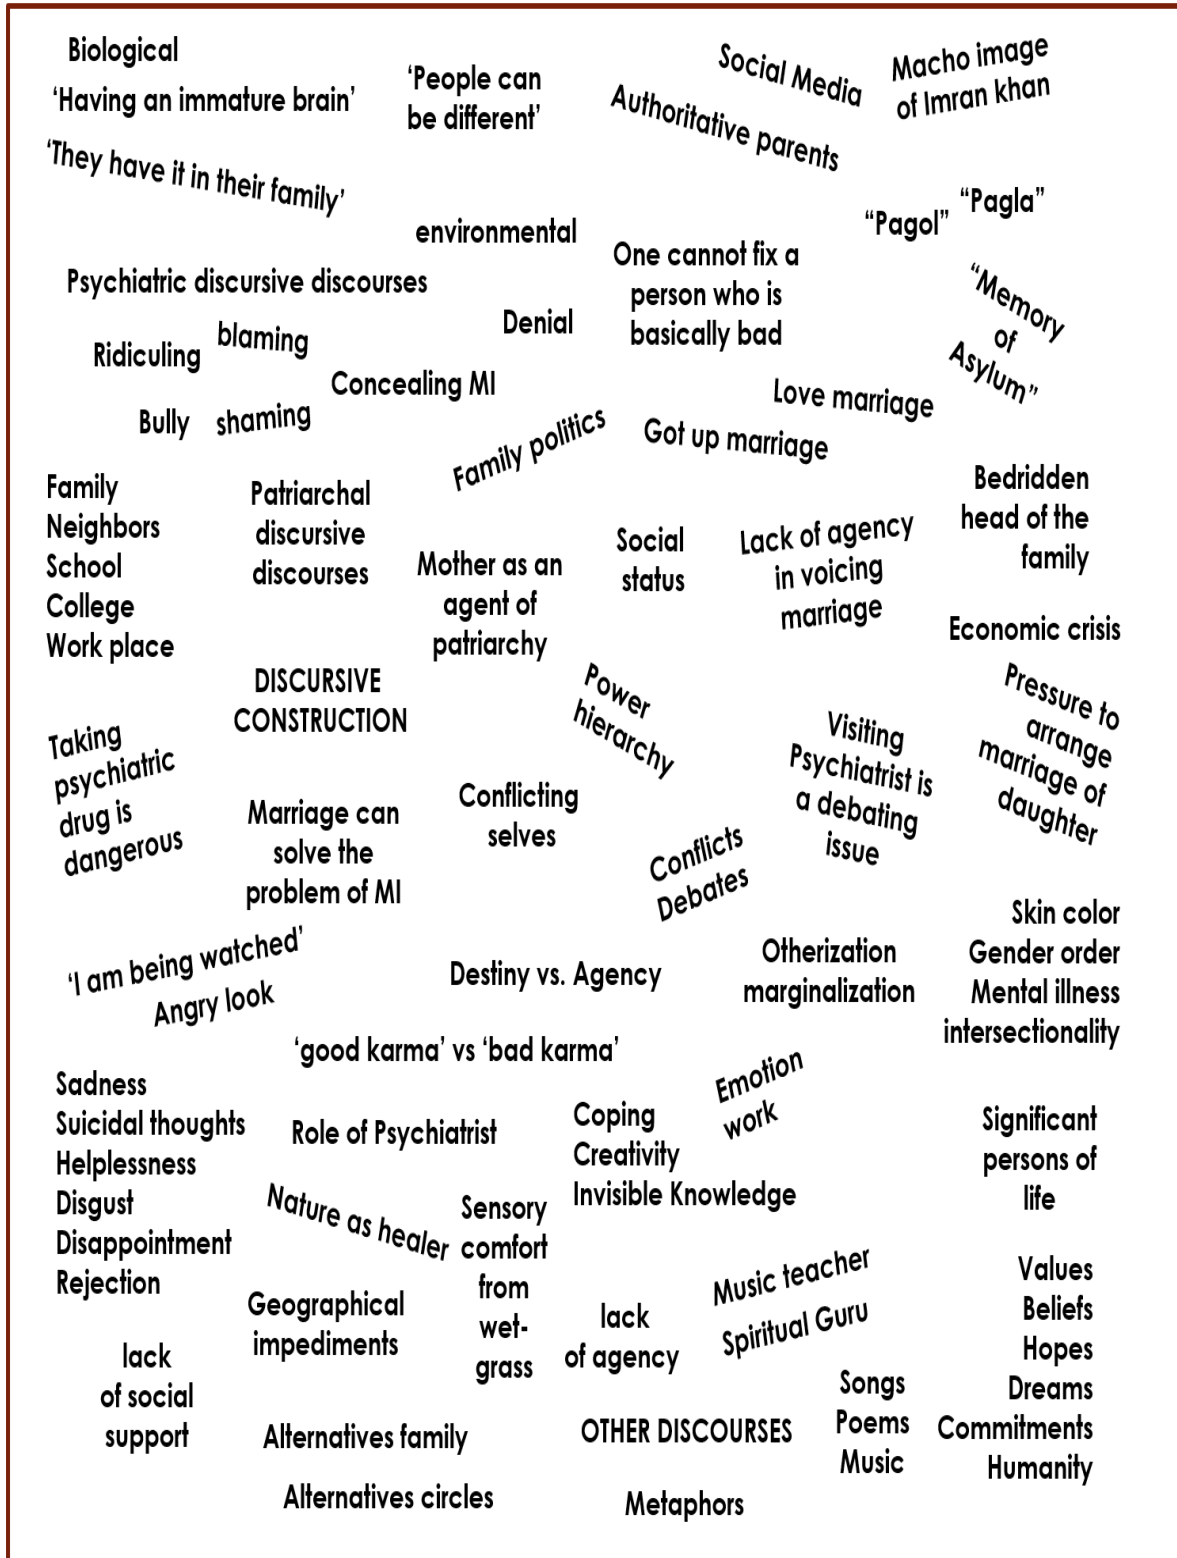 Biological
‘Having an immature brain’
‘People can
be different’
Social Media
Macho image
of Imran khan
Authoritative parents
‘They have it in their family’
“Pagol”
“Pagla”
environmental
One cannot fix a
person who is
basically bad
Psychiatric discursive discourses
“Memory
of
Asylum”
Denial
Ridiculing
blaming
Concealing MI
Bully
shaming
Love marriage
Got up marriage
Family politics
Family
Neighbors
School
College
Work place
Patriarchal
discursive
discourses
Mother as an
agent of
patriarchy
Social
status
Lack of agency
in voicing
marriage
Bedridden
head of the
family
Economic crisis
DISCURSIVE
CONSTRUCTION
Power
hierarchy
Pressure to
arrange
marriage of
daughter
Visiting
Psychiatrist is
a debating
issue
Taking
psychiatric
drug is
dangerous
Marriage can
solve the
problem of MI
Conflicting
selves
Conflicts
Debates
Skin color
Gender order
Mental illness
intersectionality
‘I am being watched’
Angry look
Destiny vs. Agency
Otherization
marginalization
‘good karma’ vs ‘bad karma’
Sadness
Suicidal thoughts
Helplessness
Disgust
Disappointment
Rejection
Role of Psychiatrist
Coping
Creativity
Invisible Knowledge
Emotion
work
Significant
persons of
life
Nature as healer
Sensory
comfort
from
wet-
grass
Geographical
impediments
lack
of agency
Music teacher
Spiritual Guru
Values
Beliefs
Hopes
Dreams
Commitments
Humanity
lack
of social
support
Alternatives family
OTHER DISCOURSES
Songs
Poems
Music
Alternatives circles
Metaphors